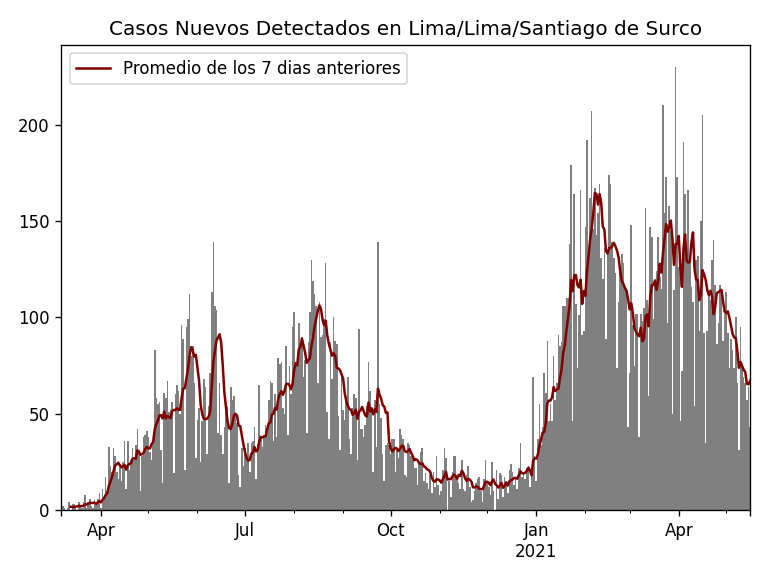 Casos Nuevos Detectados en Lima/Lima/Santiago de Surco
Promedio de los 7 dias anteriores
200
150
100
50
0
Apr Jul Oct Jan Apr
2021